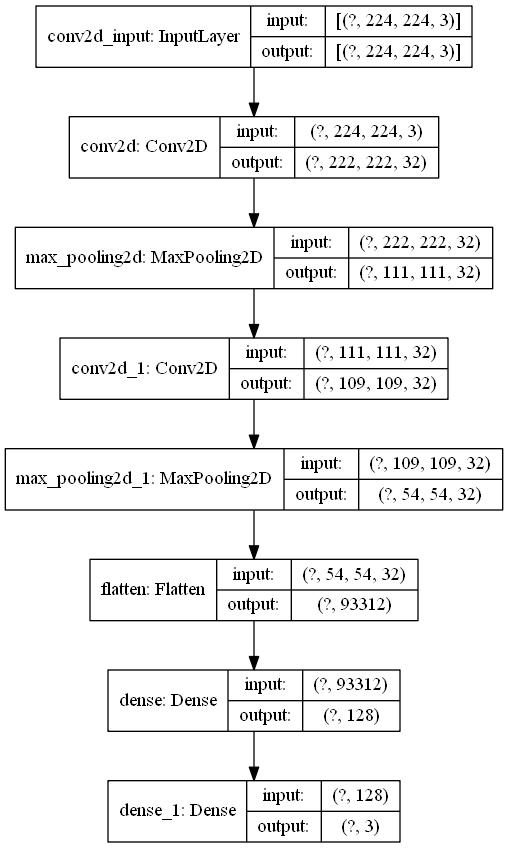 conv2d_input: InputLayer
input: [(?, 224, 224, 3)]
output: [(?, 224, 224, 3)]
conv2d: Conv2D
input: (?, 224, 224, 3)
output: (?, 222, 222, 32)
max_pooling2d: MaxPooling2D
input: (?, 222, 222, 32)
output: (?, 111, 111, 32)
conv2d_1: Conv2D
input: (?, 111, 111, 32)
output: (?, 109, 109, 32)
max_pooling2d_1: MaxPooling2D
input: (?, 109, 109, 32)
output: (?, 54, 54, 32)
flatten: Flatten
input: (?, 54, 54, 32)
output: (?, 93312)
dense: Dense
input: (?, 93312)
output: (?, 128)
dense_1: Dense
input: (?, 128)
output: (?, 3)